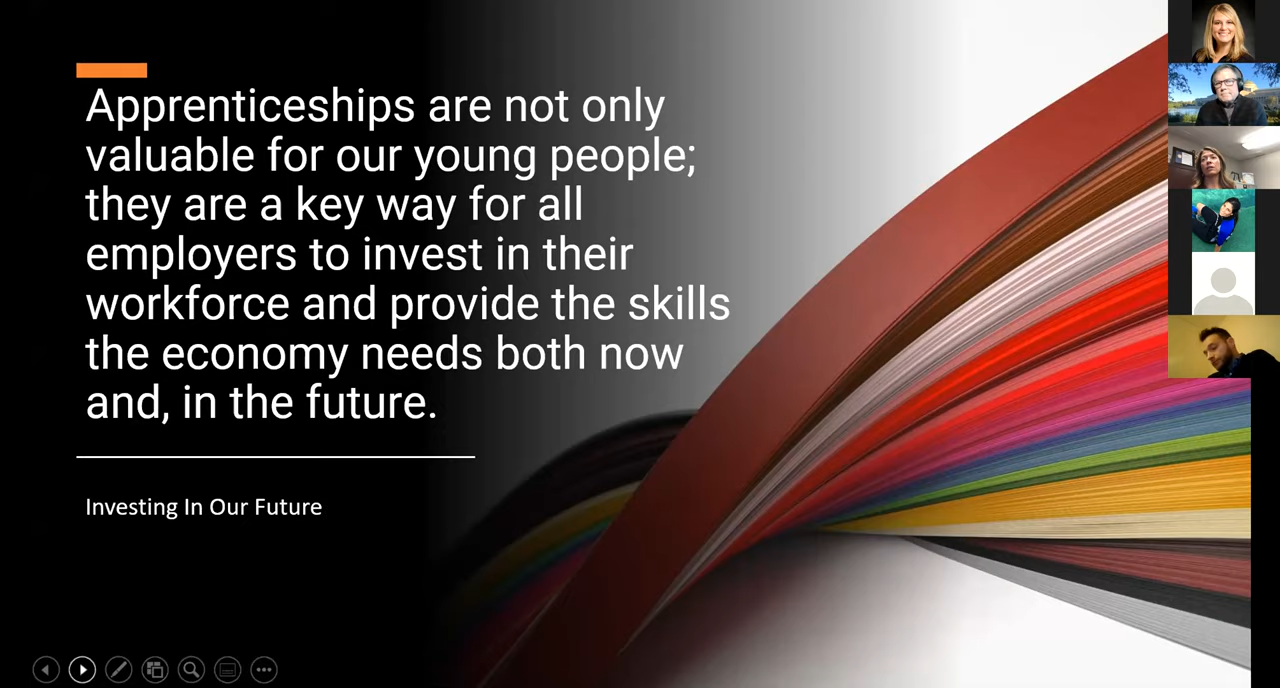 Apprenticeships are not only
valuable for our young people;
they are a key way for all
employers to invest in their
workforce and provide the skills
the economy needs both now
and, in the future.
Investing In Our Future